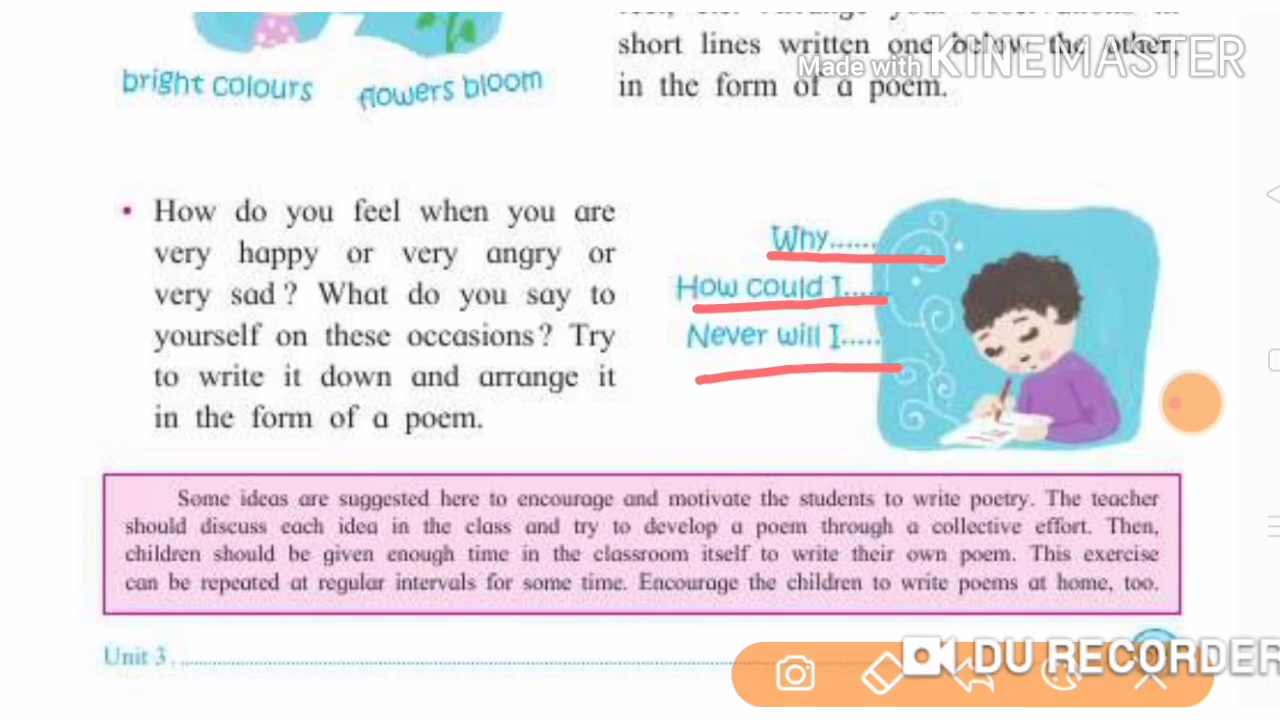 short lines written one below the other,
Made with KINEMASTER
in the form of a poem.
bright colours
flowers bloom
• How do you feel when you are
very happy or very angry or
very sad? What do you say to
yourself on these occasions? Try
to write it down and arrange it
in the form of a poem.
Why......
How could I......
Never will I.....
Some ideas are suggested here to encourage and motivate the students to write poetry. The teacher
should discuss each idea in the class and try to develop a poem through a collective effort. Then,
children should be given enough time in the classroom itself to write their own poem. This exercise
can be repeated at regular intervals for some time. Encourage the children to write poems at home, too.
Unit 3
DU RECORDER